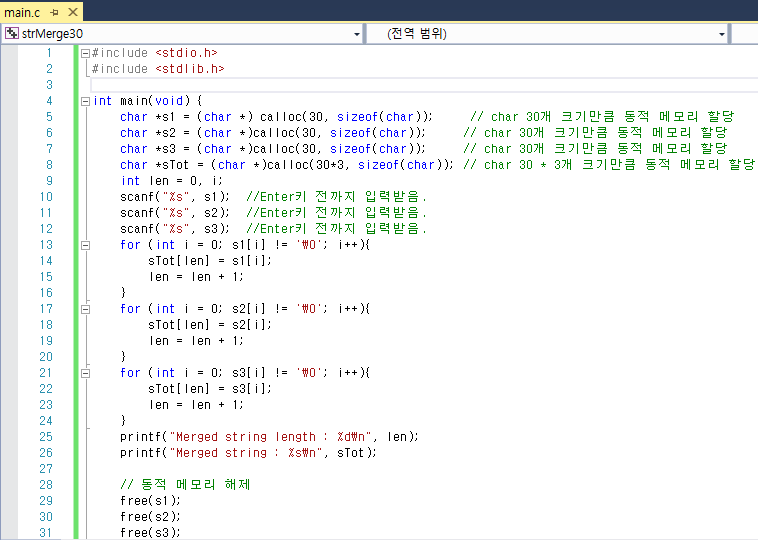 main.c
strMerge30 (전역 범위)
1 #include <stdio.h>
2 #include <stdlib.h>
3
4 int main(void) {
5 char *s1 = (char *) calloc(30, sizeof(char)); // char 30개 크기만큼 동적 메모리 할당
6 char *s2 = (char *)calloc(30, sizeof(char)); // char 30개 크기만큼 동적 메모리 할당
7 char *s3 = (char *)calloc(30, sizeof(char)); // char 30개 크기만큼 동적 메모리 할당
8 char *sTot = (char *)calloc(30*3, sizeof(char)); // char 30 * 3개 크기만큼 동적 메모리 할당
9 int len = 0, i;
10 scanf("%s", s1); //Enter키 전까지 입력받음.
11 scanf("%s", s2); //Enter키 전까지 입력받음.
12 scanf("%s", s3); //Enter키 전까지 입력받음.
13 for (int i = 0; s1[i] != '₩0'; i++){
14 sTot[len] = s1[i];
15 len = len + 1;
16 }
17 for (int i = 0; s2[i] != '₩0'; i++){
18 sTot[len] = s2[i];
19 len = len + 1;
20 }
21 for (int i = 0; s3[i] != '₩0'; i++){
22 sTot[len] = s3[i];
23 len = len + 1;
24 }
25 printf("Merged string length : %d₩n", len);
26 printf("Merged string : %s₩n", sTot);
27
28 // 동적 메모리 해제
29 free(s1);
30 free(s2);
31 free(s3);